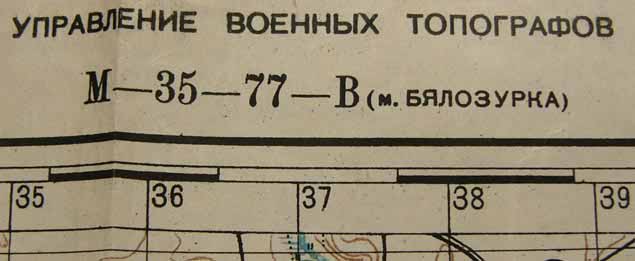 УПРАВЛЕНИЕ ВОЕННЫХ ТОПОГРАФОВ
М—35—77—В (м. БЯЛОЗУРКА)
35 36 37 38 39